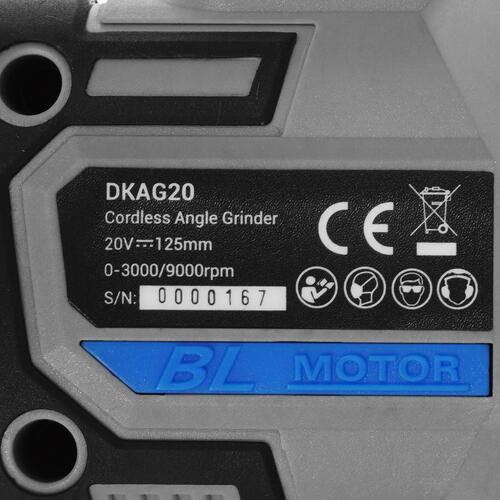 DKAG20
Cordless Angle Grinder
20V⎓125mm
0-3000/9000rpm
S/N: 0000167
CE
BL MOTOR